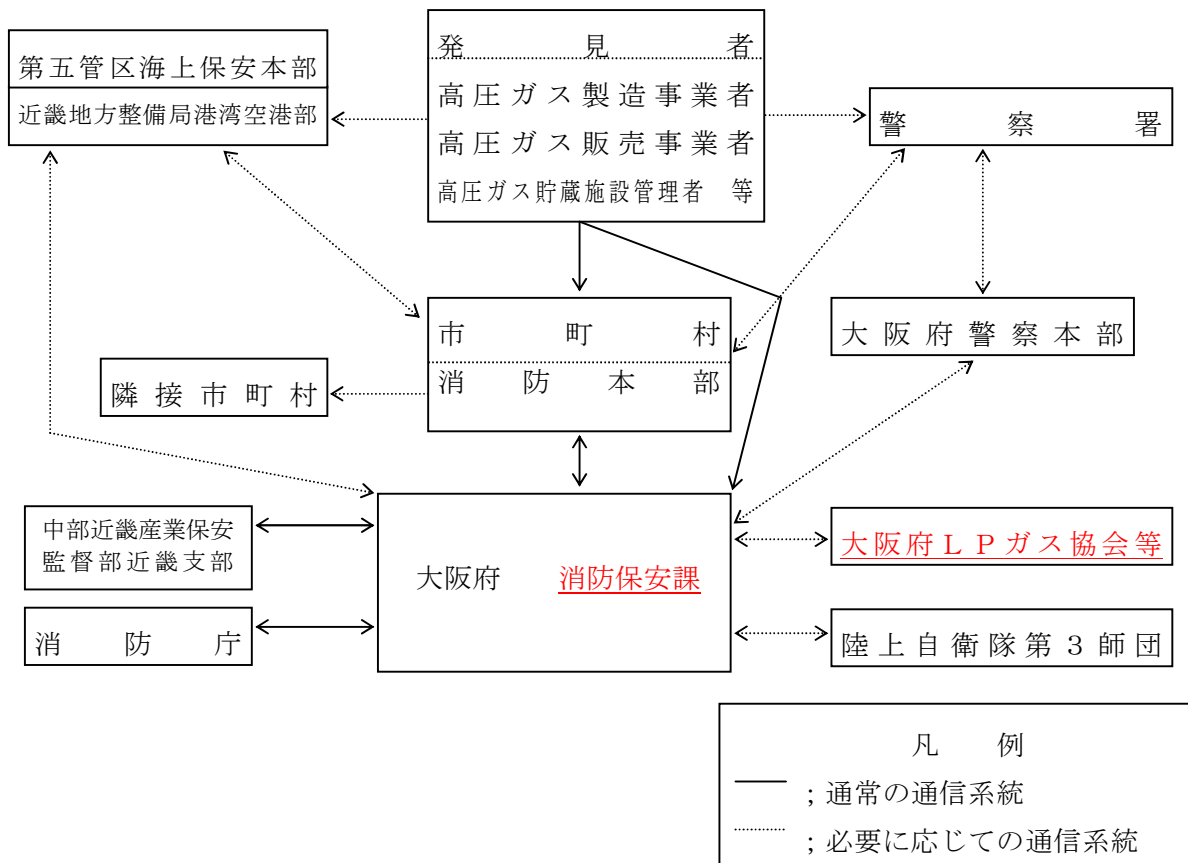 第五管区海上保安本部
近畿地方整備局港湾空港部
発見者
高圧ガス製造事業者
高圧ガス販売事業者
高圧ガス貯蔵施設管理者 等
警察署
市町村
消防本部
大阪府警察本部
隣接市町村
中部近畿産業保安
監督部近畿支部
消防庁
大阪府 消防保安課
大阪府LPガス協会等
陸上自衛隊第3師団
凡例
;通常の通信系統
;必要に応じての通信系統